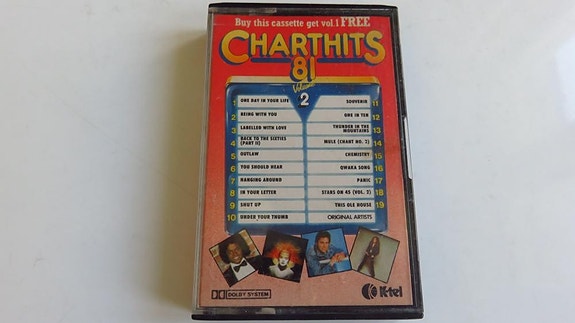 Buy this cassette get vol.1 FREE
CHARTHITS
'81
Volume
2
1 ONE DAY IN YOUR LIFE
2 BEING WITH YOU
3 LABELLED WITH LOVE
4 BACK TO THE SIXTIES
(PART II)
5 OUTLAW
6 YOU SHOULD HEAR
7 HANGING AROUND
8 IN YOUR LETTER
9 SHUT UP
10 UNDER YOUR THUMB
SOUVENIR 11
ONE IN TEN 12
THUNDER IN THE
MOUNTAINS 13
MULE (CHANT NO. 2) 14
CHEMISTRY 15
QWAKA SONG 16
PANIC 17
STARS ON 45 (VOL. 2) 18
THIS OLE HOUSE 19
ORIGINAL ARTISTS
DOLBY SYSTEM
K-tel